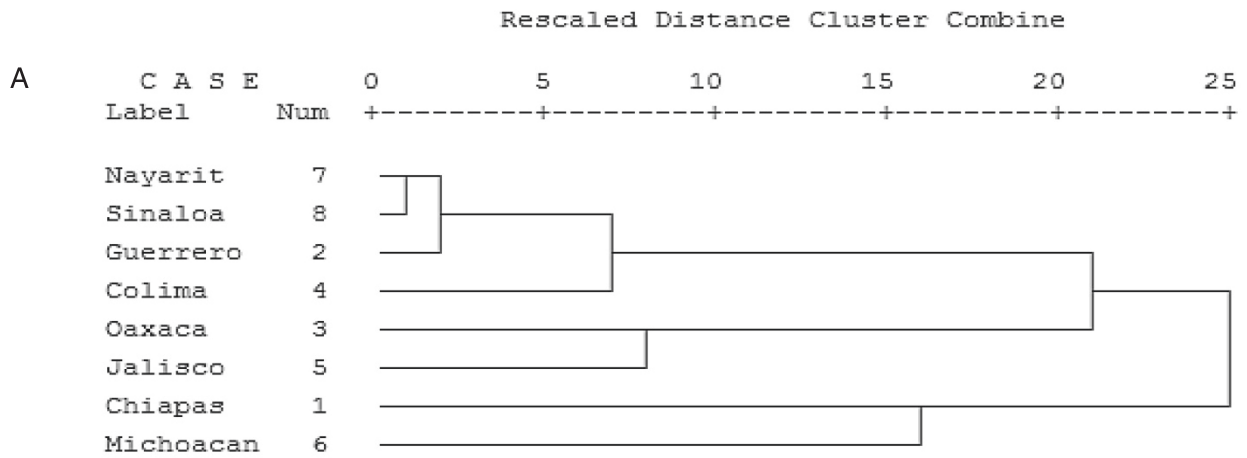 Rescaled Distance Cluster Combine
A C A S E 0 5 10 15 20 25
Label Num +---------+---------+---------+---------+---------+
Nayarit 7
Sinaloa 8
Guerrero 2
Colima 4
Oaxaca 3
Jalisco 5
Chiapas 1
Michoacan 6